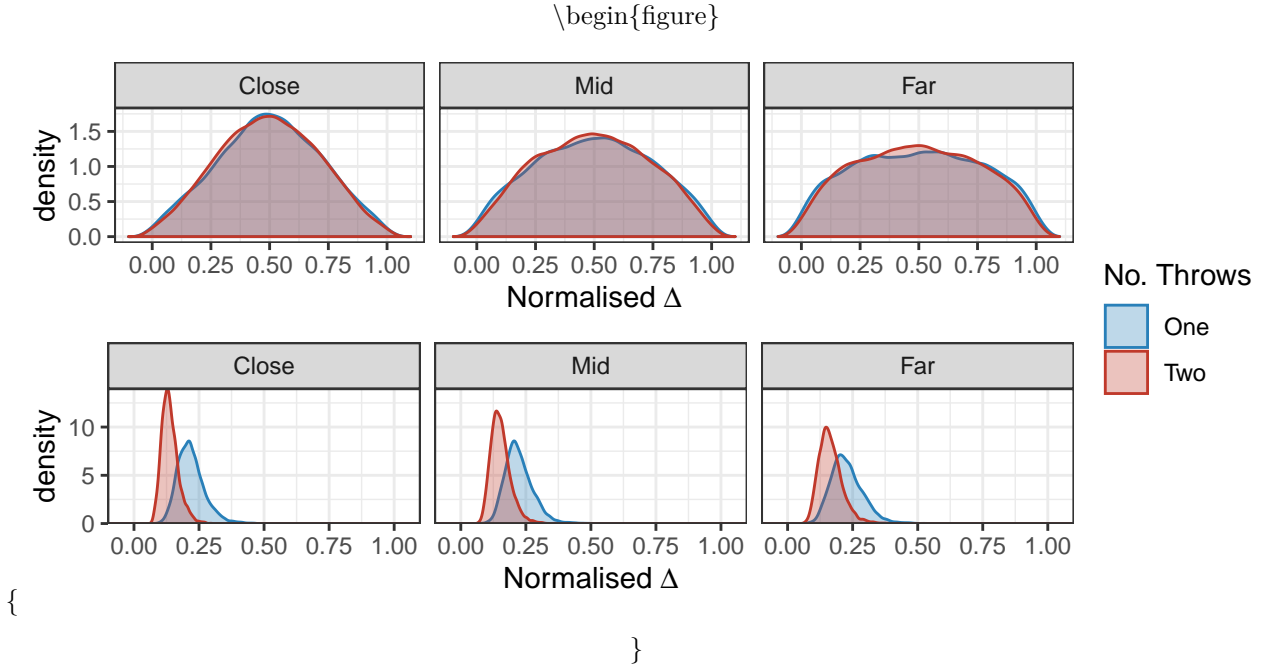 \begin{figure}
Close Mid Far
density
1.5
1.0
0.5
0.0
0.00 0.25 0.50 0.75 1.00 0.00 0.25 0.50 0.75 1.00 0.00 0.25 0.50 0.75 1.00
Normalised Δ
No. Throws
One
Two
Close Mid Far
density
10
5
0
0.00 0.25 0.50 0.75 1.00 0.00 0.25 0.50 0.75 1.00 0.00 0.25 0.50 0.75 1.00
Normalised Δ
{
}